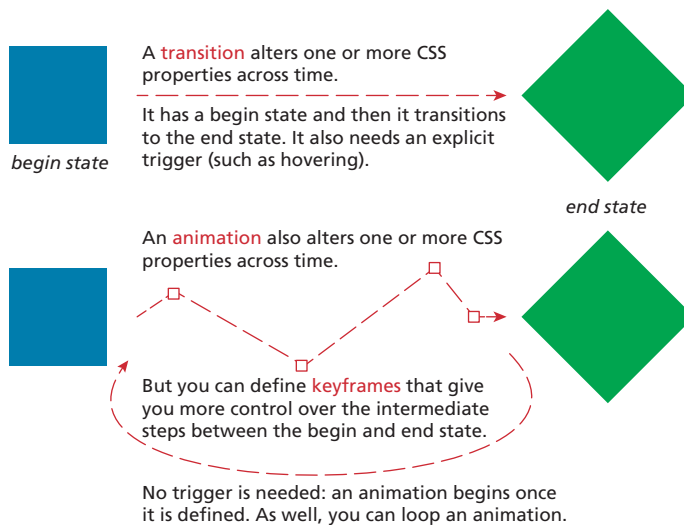 A transition alters one or more CSS
properties across time.
It has a begin state and then it transitions
to the end state. It also needs an explicit
trigger (such as hovering).
begin state
end state
An animation also alters one or more CSS
properties across time.
But you can define keyframes that give
you more control over the intermediate
steps between the begin and end state.
No trigger is needed: an animation begins once
it is defined. As well, you can loop an animation.